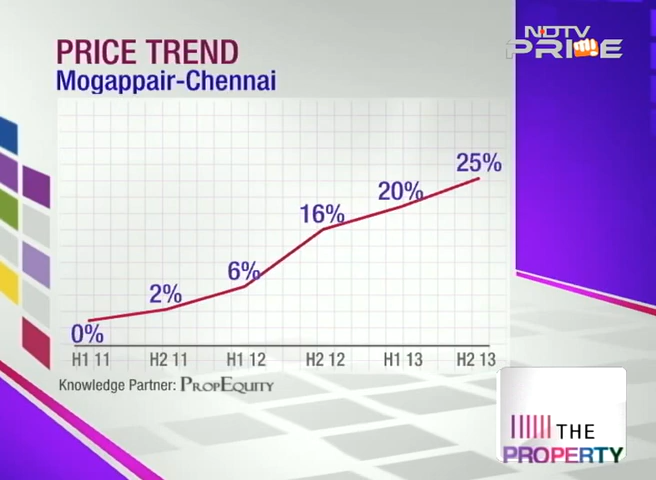 NDTV
PRIME
PRICE TREND
Mogappair-Chennai
25%
20%
16%
6%
2%
0%
H1 11 H2 11 H1 12 H2 12 H1 13 H2 13
Knowledge Partner: PROPEQUITY
THE
PROPERTY